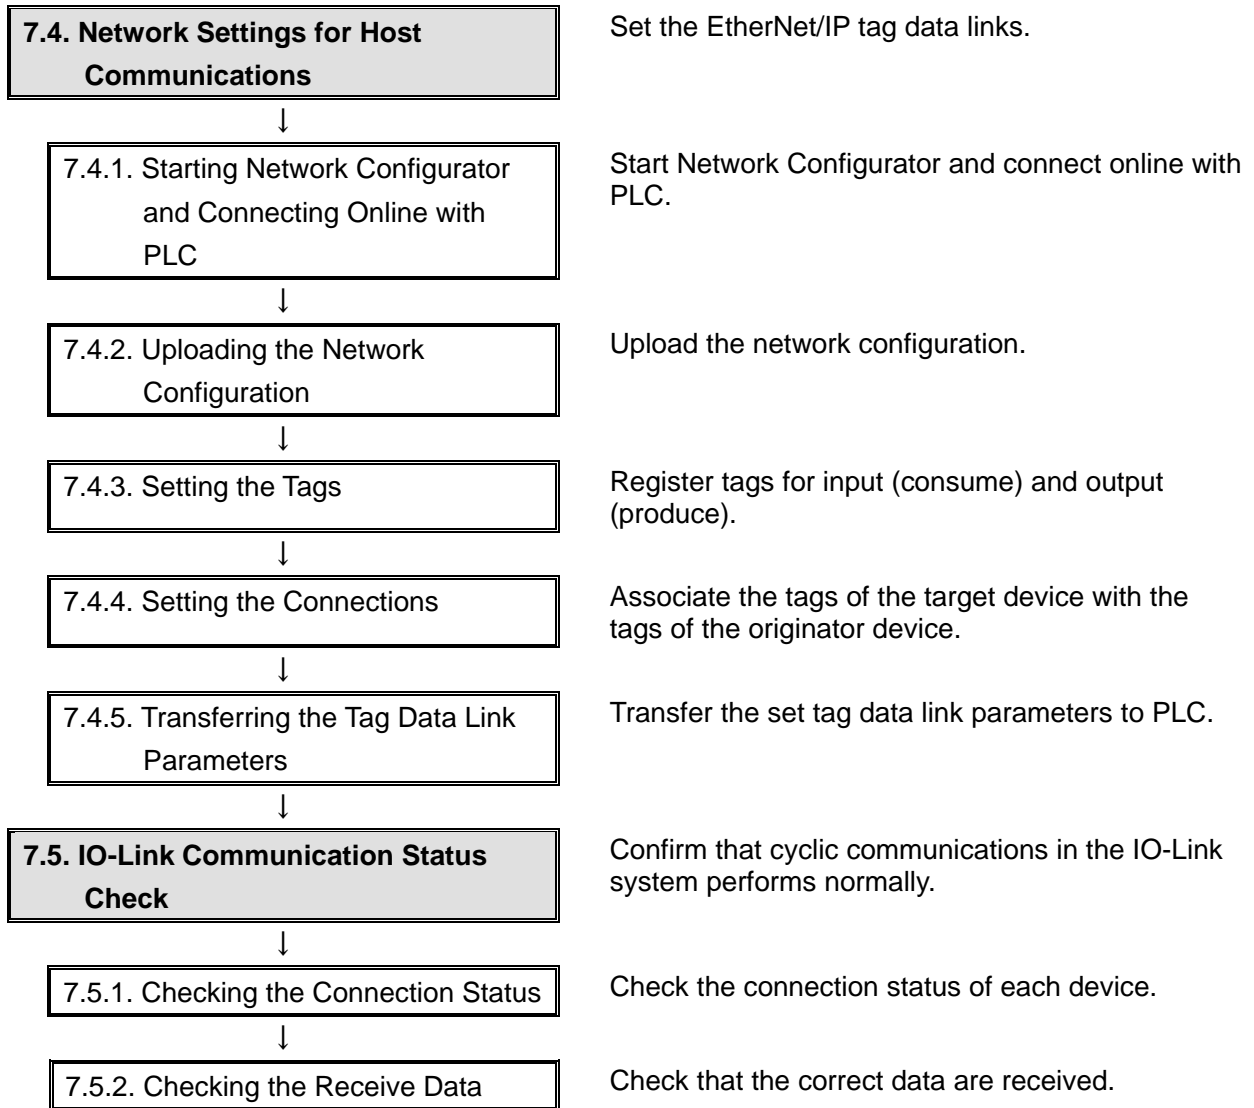 7.4. Network Settings for Host
Communications
Set the EtherNet/IP tag data links.
↓
7.4.1. Starting Network Configurator
and Connecting Online with
PLC
Start Network Configurator and connect online with
PLC.
↓
7.4.2. Uploading the Network
Configuration
Upload the network configuration.
↓
7.4.3. Setting the Tags
Register tags for input (consume) and output
(produce).
↓
7.4.4. Setting the Connections
Associate the tags of the target device with the
tags of the originator device.
↓
7.4.5. Transferring the Tag Data Link
Parameters
Transfer the set tag data link parameters to PLC.
↓
7.5. IO-Link Communication Status
Check
Confirm that cyclic communications in the IO-Link
system performs normally.
↓
7.5.1. Checking the Connection Status
Check the connection status of each device.
↓
7.5.2. Checking the Receive Data
Check that the correct data are received.